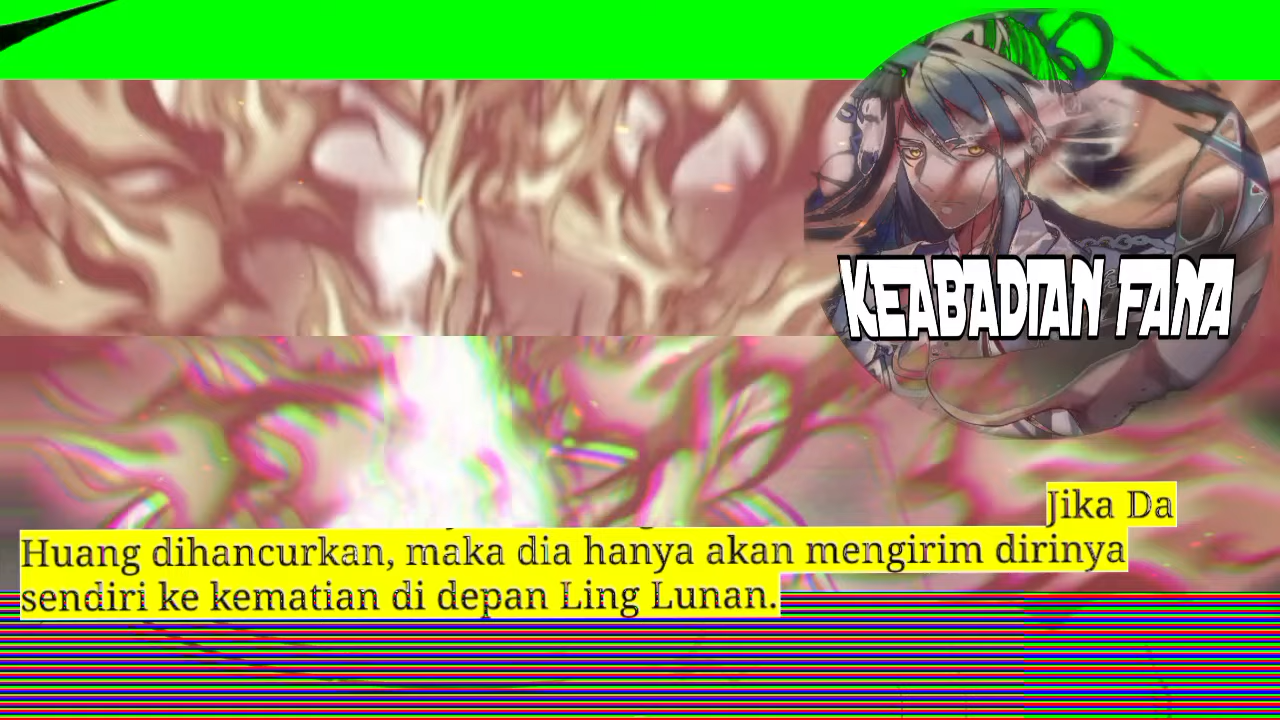 KEABADIAN FANA
Jika Da
Huang dihancurkan, maka dia hanya akan mengirim dirinya
sendiri ke kematian di depan Ling Lunan.